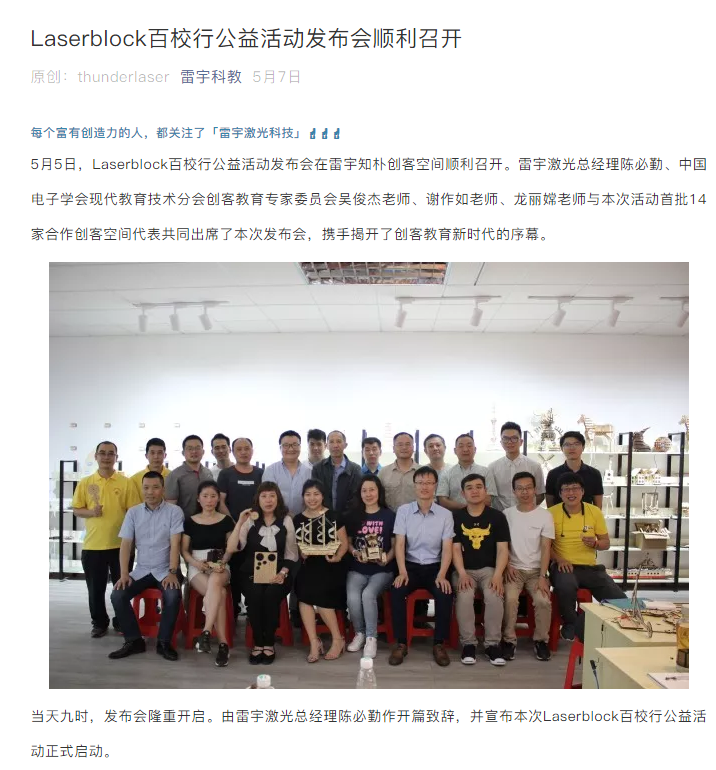 Laserblock百校行公益活动发布会顺利召开
原创：thunderlaser 雷宇科教 5月7日
每个富有创造力的人，都关注了「雷宇激光科技」☝☝☝
5月5日，Laserblock百校行公益活动发布会在雷宇知朴创客空间顺利召开。雷宇激光总经理陈必勤、中国
电子学会现代教育技术分会创客教育专家委员会吴俊杰老师、谢作如老师、龙丽嫦老师与本次活动首批14
家合作创客空间代表共同出席了本次发布会，携手揭开了创客教育新时代的序幕。
WITH
LOVE!
当天九时，发布会隆重开启。由雷宇激光总经理陈必勤作开篇致辞，并宣布本次Laserblock百校行公益活
动正式启动。